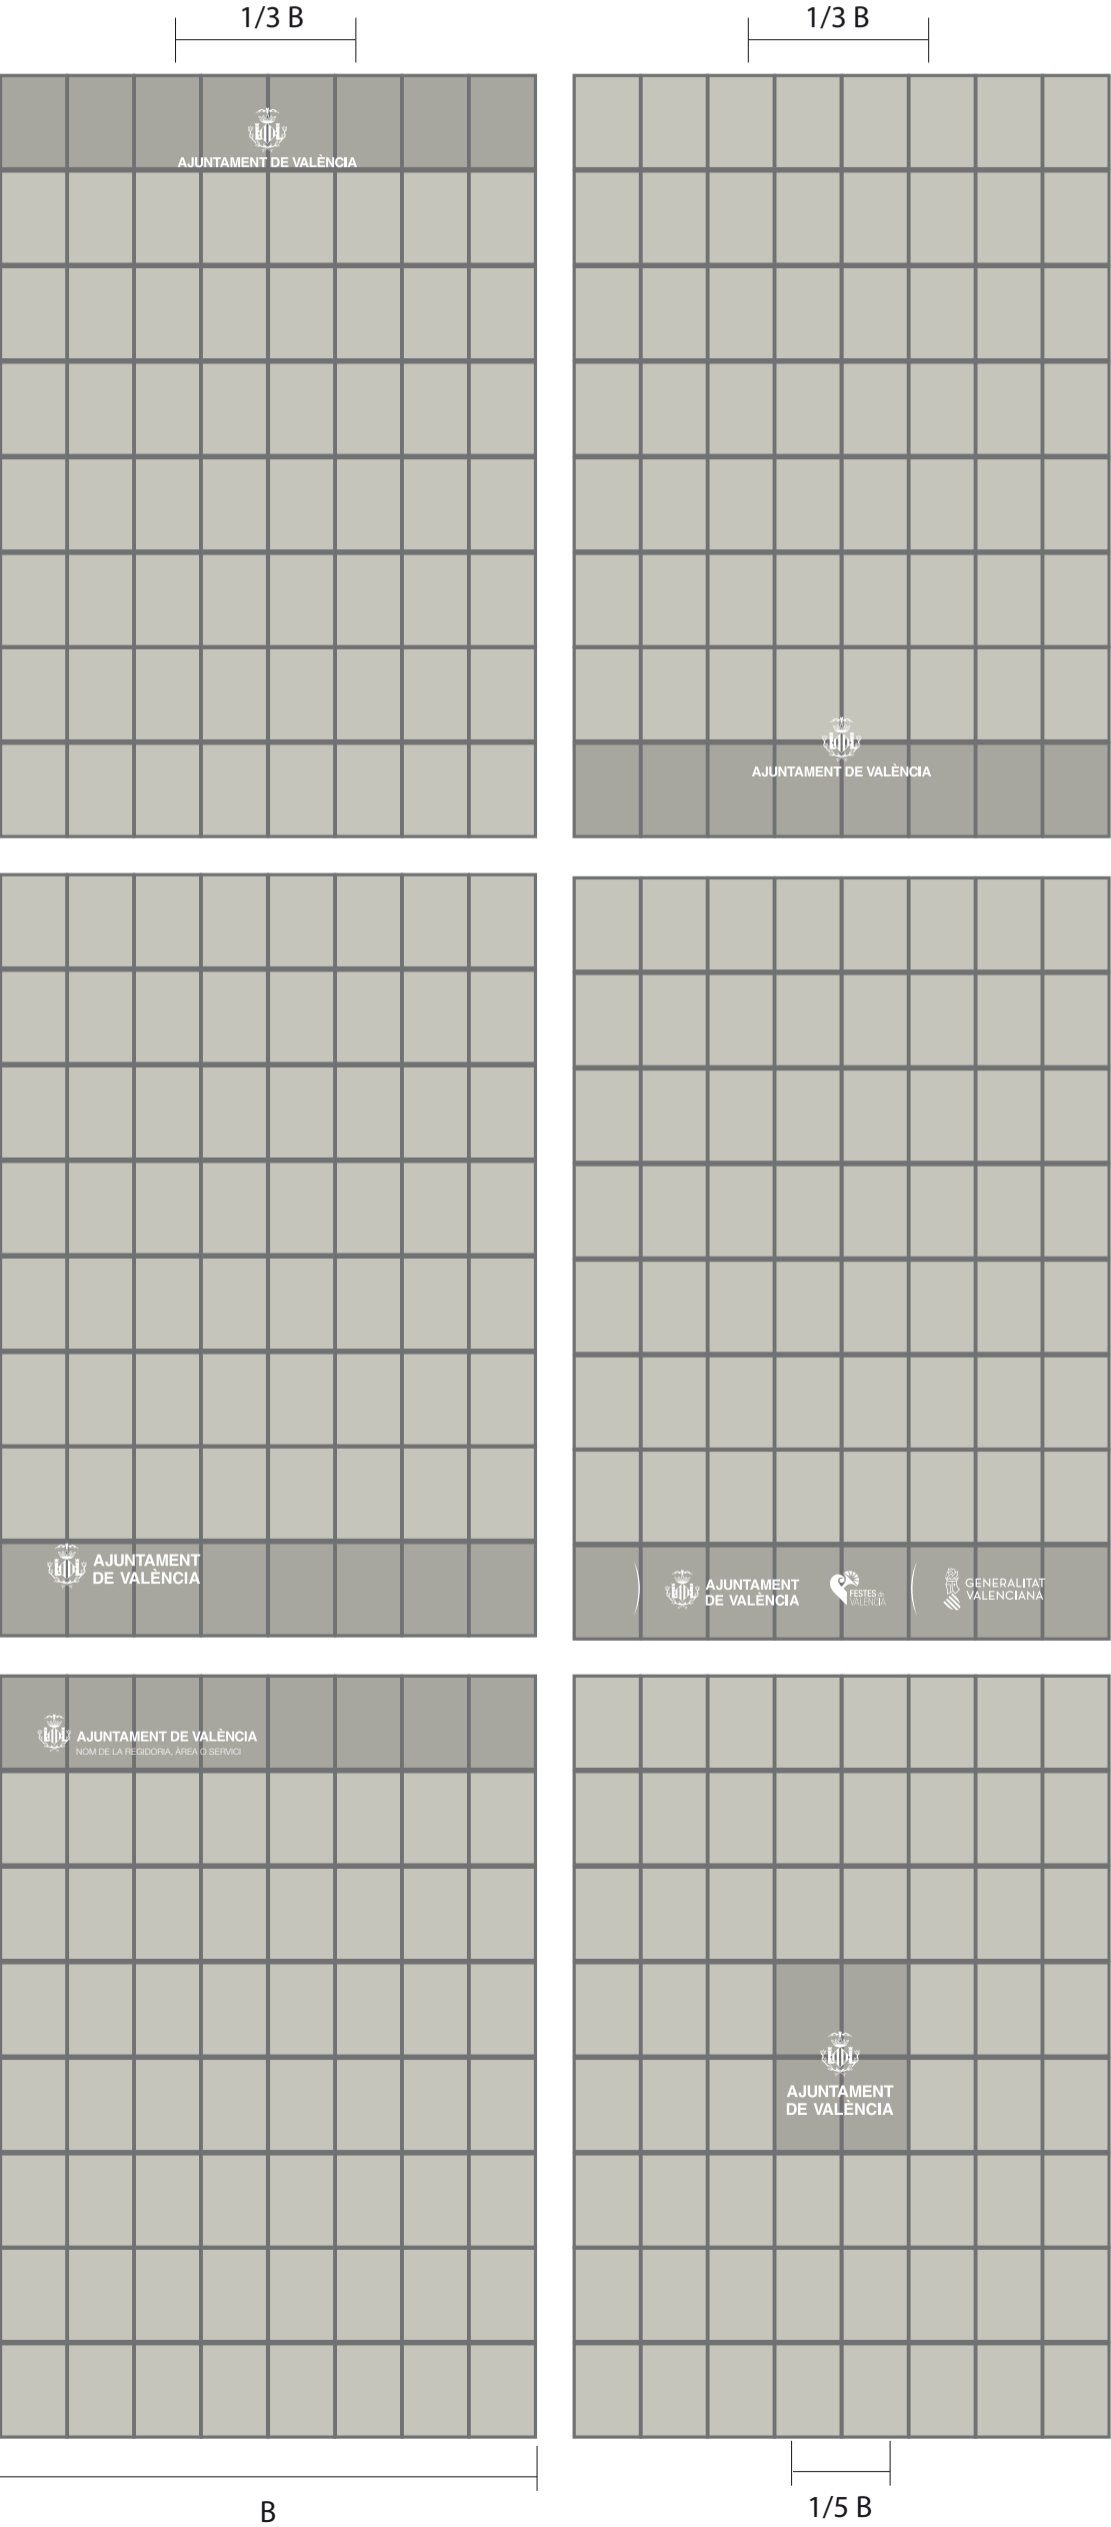 1/3 B
1/3 B
AJUNTAMENT DE VALÈNCIA
AJUNTAMENT DE VALÈNCIA
AJUNTAMENT
DE VALÈNCIA
AJUNTAMENT
DE VALÈNCIA
FESTES DE
VALÈNCIA
GENERALITAT
VALENCIANA
AJUNTAMENT DE VALÈNCIA
NOM DE LA REGIDORIA, ÀREA O SERVICI
AJUNTAMENT
DE VALÈNCIA
B
1/5 B